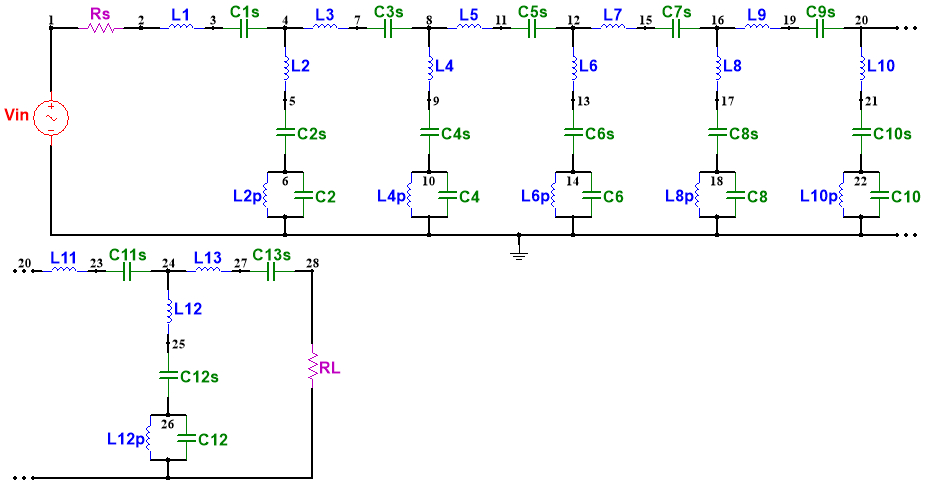 1 Rs 2 L1 3 C1s 4 L3 7 C3s 8 L5 11 C5s 12 L7 15 C7s 16 L9 19 C9s 20
L2 L4 L6 L8 L10
5 9 13 17 21
Vin + −
C2s C4s C6s C8s C10s
6 10 14 18 22
L2p C2 L4p C4 L6p C6 L8p C8 L10p C10
20 L11 23 C11s 24 L13 27 C13s 28
L12
25
RL
C12s
26
L12p C12